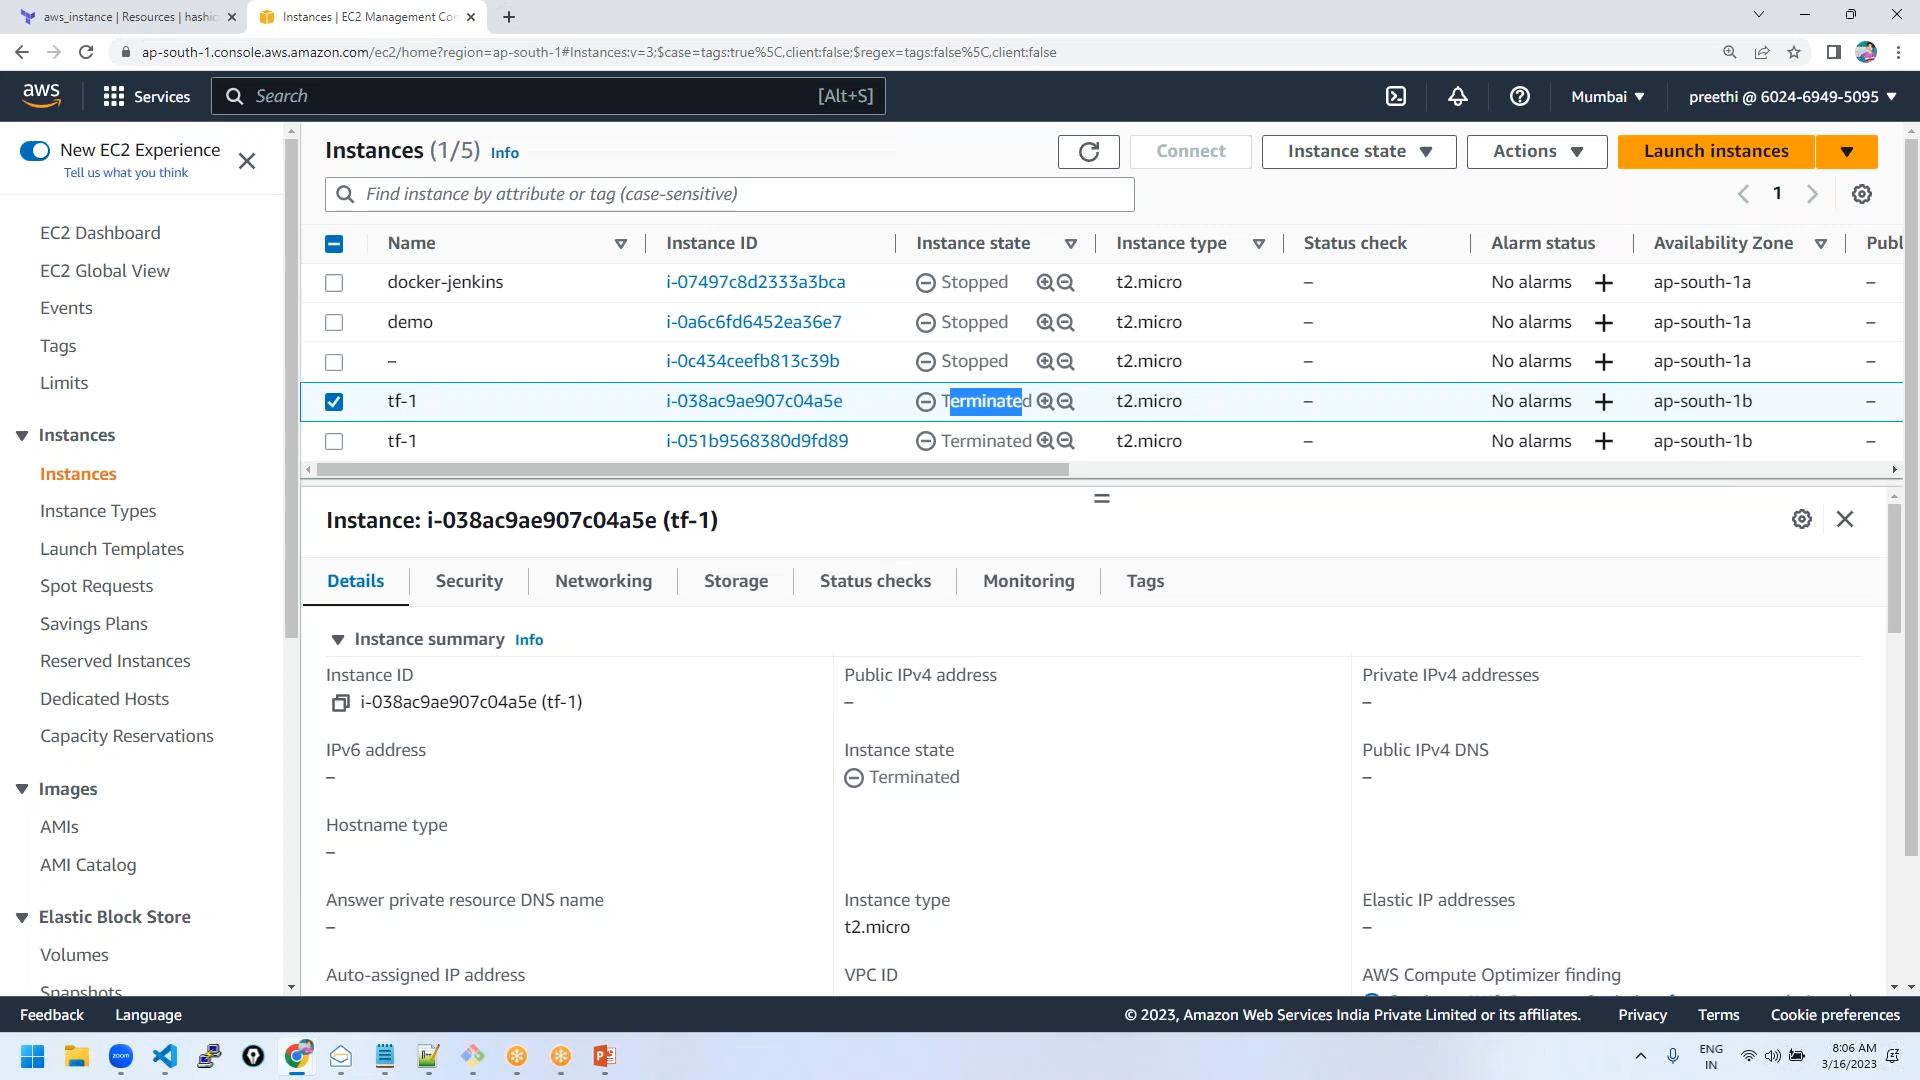 aws_instance | Resources | hashic
Instances | EC2 Management Con
ap-south-1.console.aws.amazon.com/ec2/home?region=ap-south-1#Instances:v=3;$case=tags:true%5C,client:false;$regex=tags:false%5C,client:false
aws
Services
Search
[Alt+S]
Mumbai
preethi @ 6024-6949-5095
New EC2 Experience
Tell us what you think
EC2 Dashboard
EC2 Global View
Events
Tags
Limits
Instances
Instances
Instance Types
Launch Templates
Spot Requests
Savings Plans
Reserved Instances
Dedicated Hosts
Capacity Reservations
Images
AMIs
AMI Catalog
Elastic Block Store
Volumes
Snapshots
Instances (1/5) Info
Connect
Instance state
Actions
Launch instances
Find instance by attribute or tag (case-sensitive)
1
Name Instance ID Instance state Instance type Status check Alarm status Availability Zone Publ
docker-jenkins i-07497c8d2333a3bca Stopped t2.micro – No alarms + ap-south-1a –
demo i-0a6c6fd6452ea36e7 Stopped t2.micro – No alarms + ap-south-1a –
– i-0c434ceefb813c39b Stopped t2.micro – No alarms + ap-south-1a –
tf-1 i-038ac9ae907c04a5e Terminated t2.micro – No alarms + ap-south-1b –
tf-1 i-051b9568380d9fd89 Terminated t2.micro – No alarms + ap-south-1b –
Instance: i-038ac9ae907c04a5e (tf-1)
Details Security Networking Storage Status checks Monitoring Tags
Instance summary Info
Instance ID
i-038ac9ae907c04a5e (tf-1)
Public IPv4 address
–
Private IPv4 addresses
–
IPv6 address
–
Instance state
Terminated
Public IPv4 DNS
–
Hostname type
–
Answer private resource DNS name
–
Instance type
t2.micro
Elastic IP addresses
–
Auto-assigned IP address
VPC ID
AWS Compute Optimizer finding
Feedback
Language
© 2023, Amazon Web Services India Private Limited or its affiliates.
Privacy
Terms
Cookie preferences
zoom
ENG
IN
8:06 AM
3/16/2023